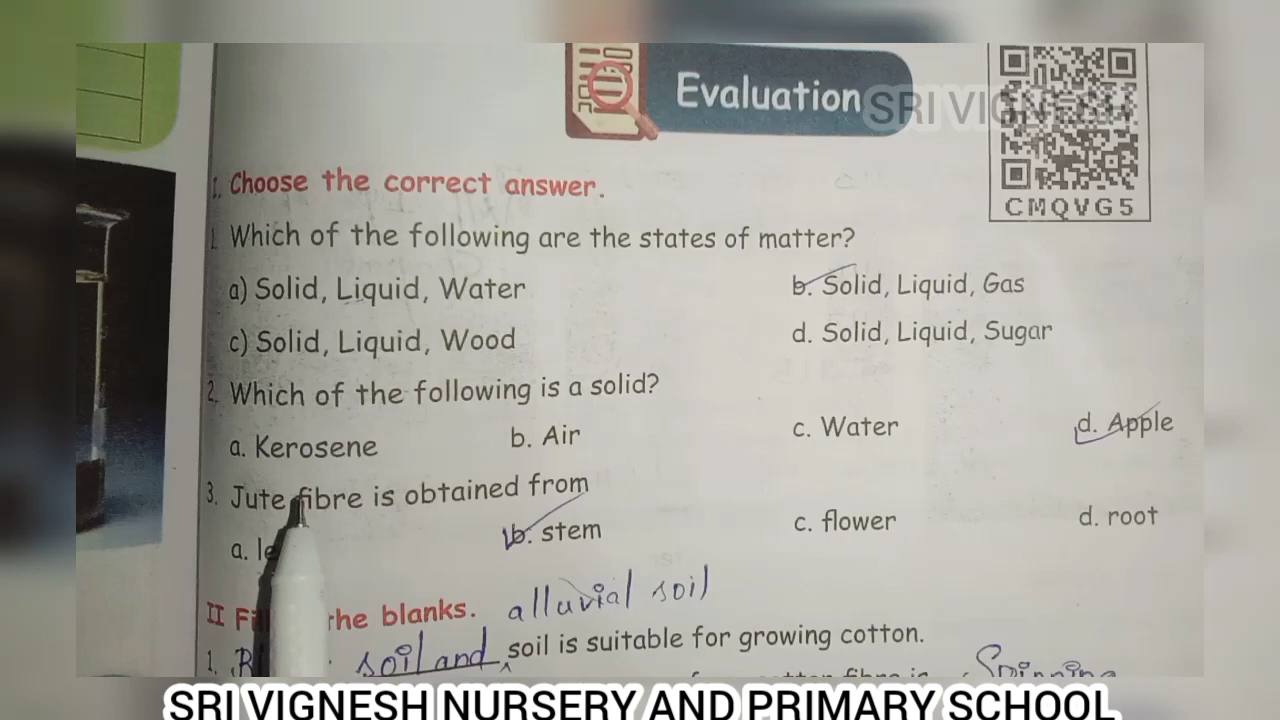 Evaluation
SRI VIGNESH
CMQVG5
I. Choose the correct answer.
1. Which of the following are the states of matter?
a) Solid, Liquid, Water b. Solid, Liquid, Gas
c) Solid, Liquid, Wood d. Solid, Liquid, Sugar
2. Which of the following is a solid?
a. Kerosene b. Air c. Water d. Apple
3. Jute fibre is obtained from
a. b. stem c. flower d. root
II the blanks. alluvial soil
1. soil and soil is suitable for growing cotton.
Spinning
SRI VIGNESH NURSERY AND PRIMARY SCHOOL